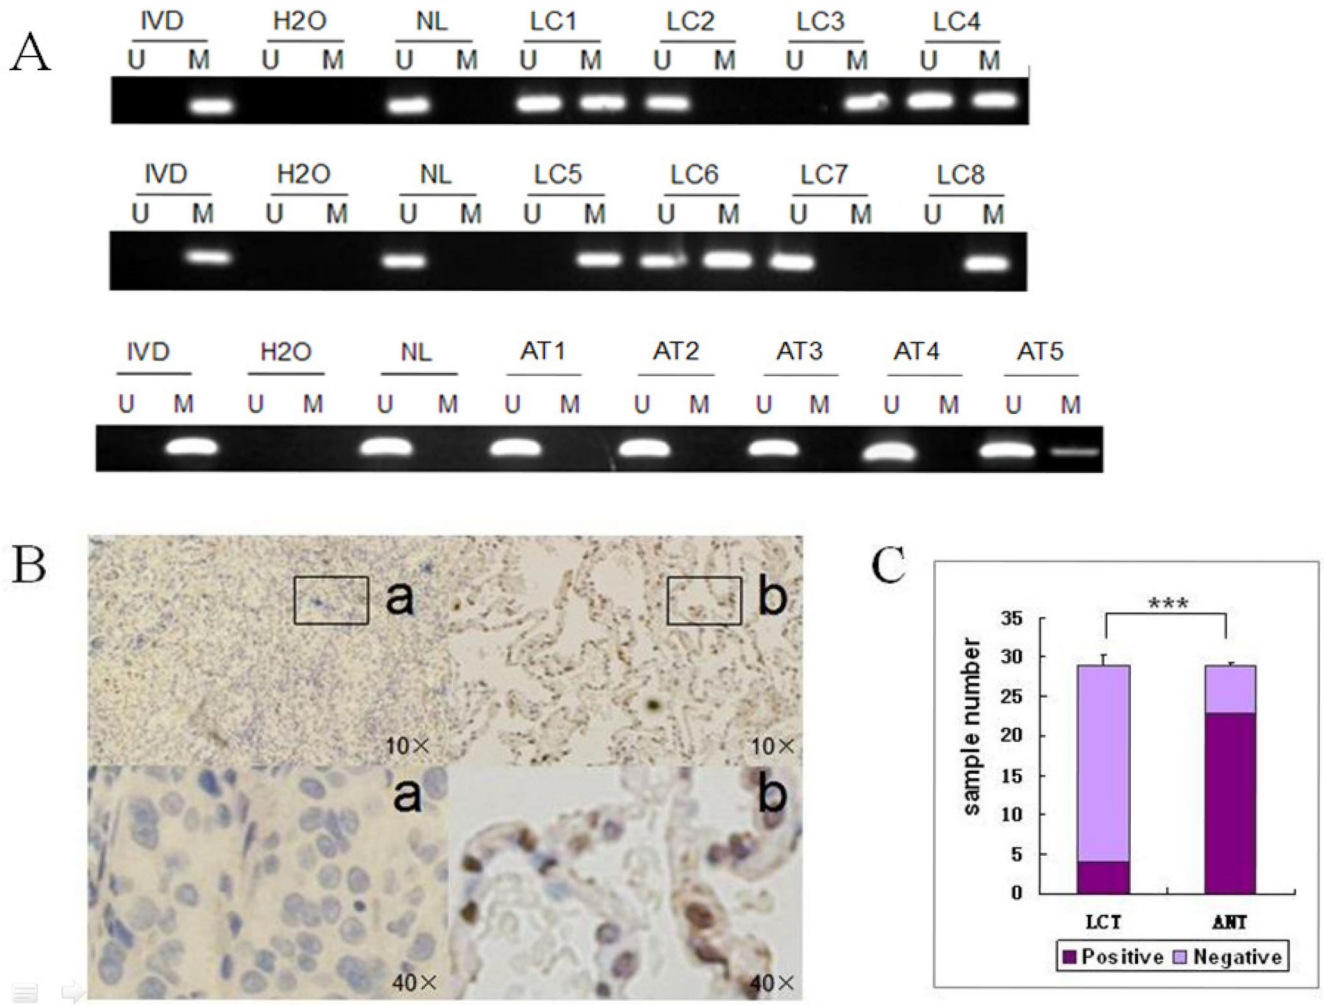 A
IVD H2O NL LC1 LC2 LC3 LC4
U M U M U M U M U M U M U M
IVD H2O NL LC5 LC6 LC7 LC8
U M U M U M U M U M U M U M
IVD H2O NL AT1 AT2 AT3 AT4 AT5
U M U M U M U M U M U M U M U M
B
a
10×
b
10×
a
40×
b
40×
C
***
sample number
35
30
25
20
15
10
5
0
LCT ANT
Positive Negative